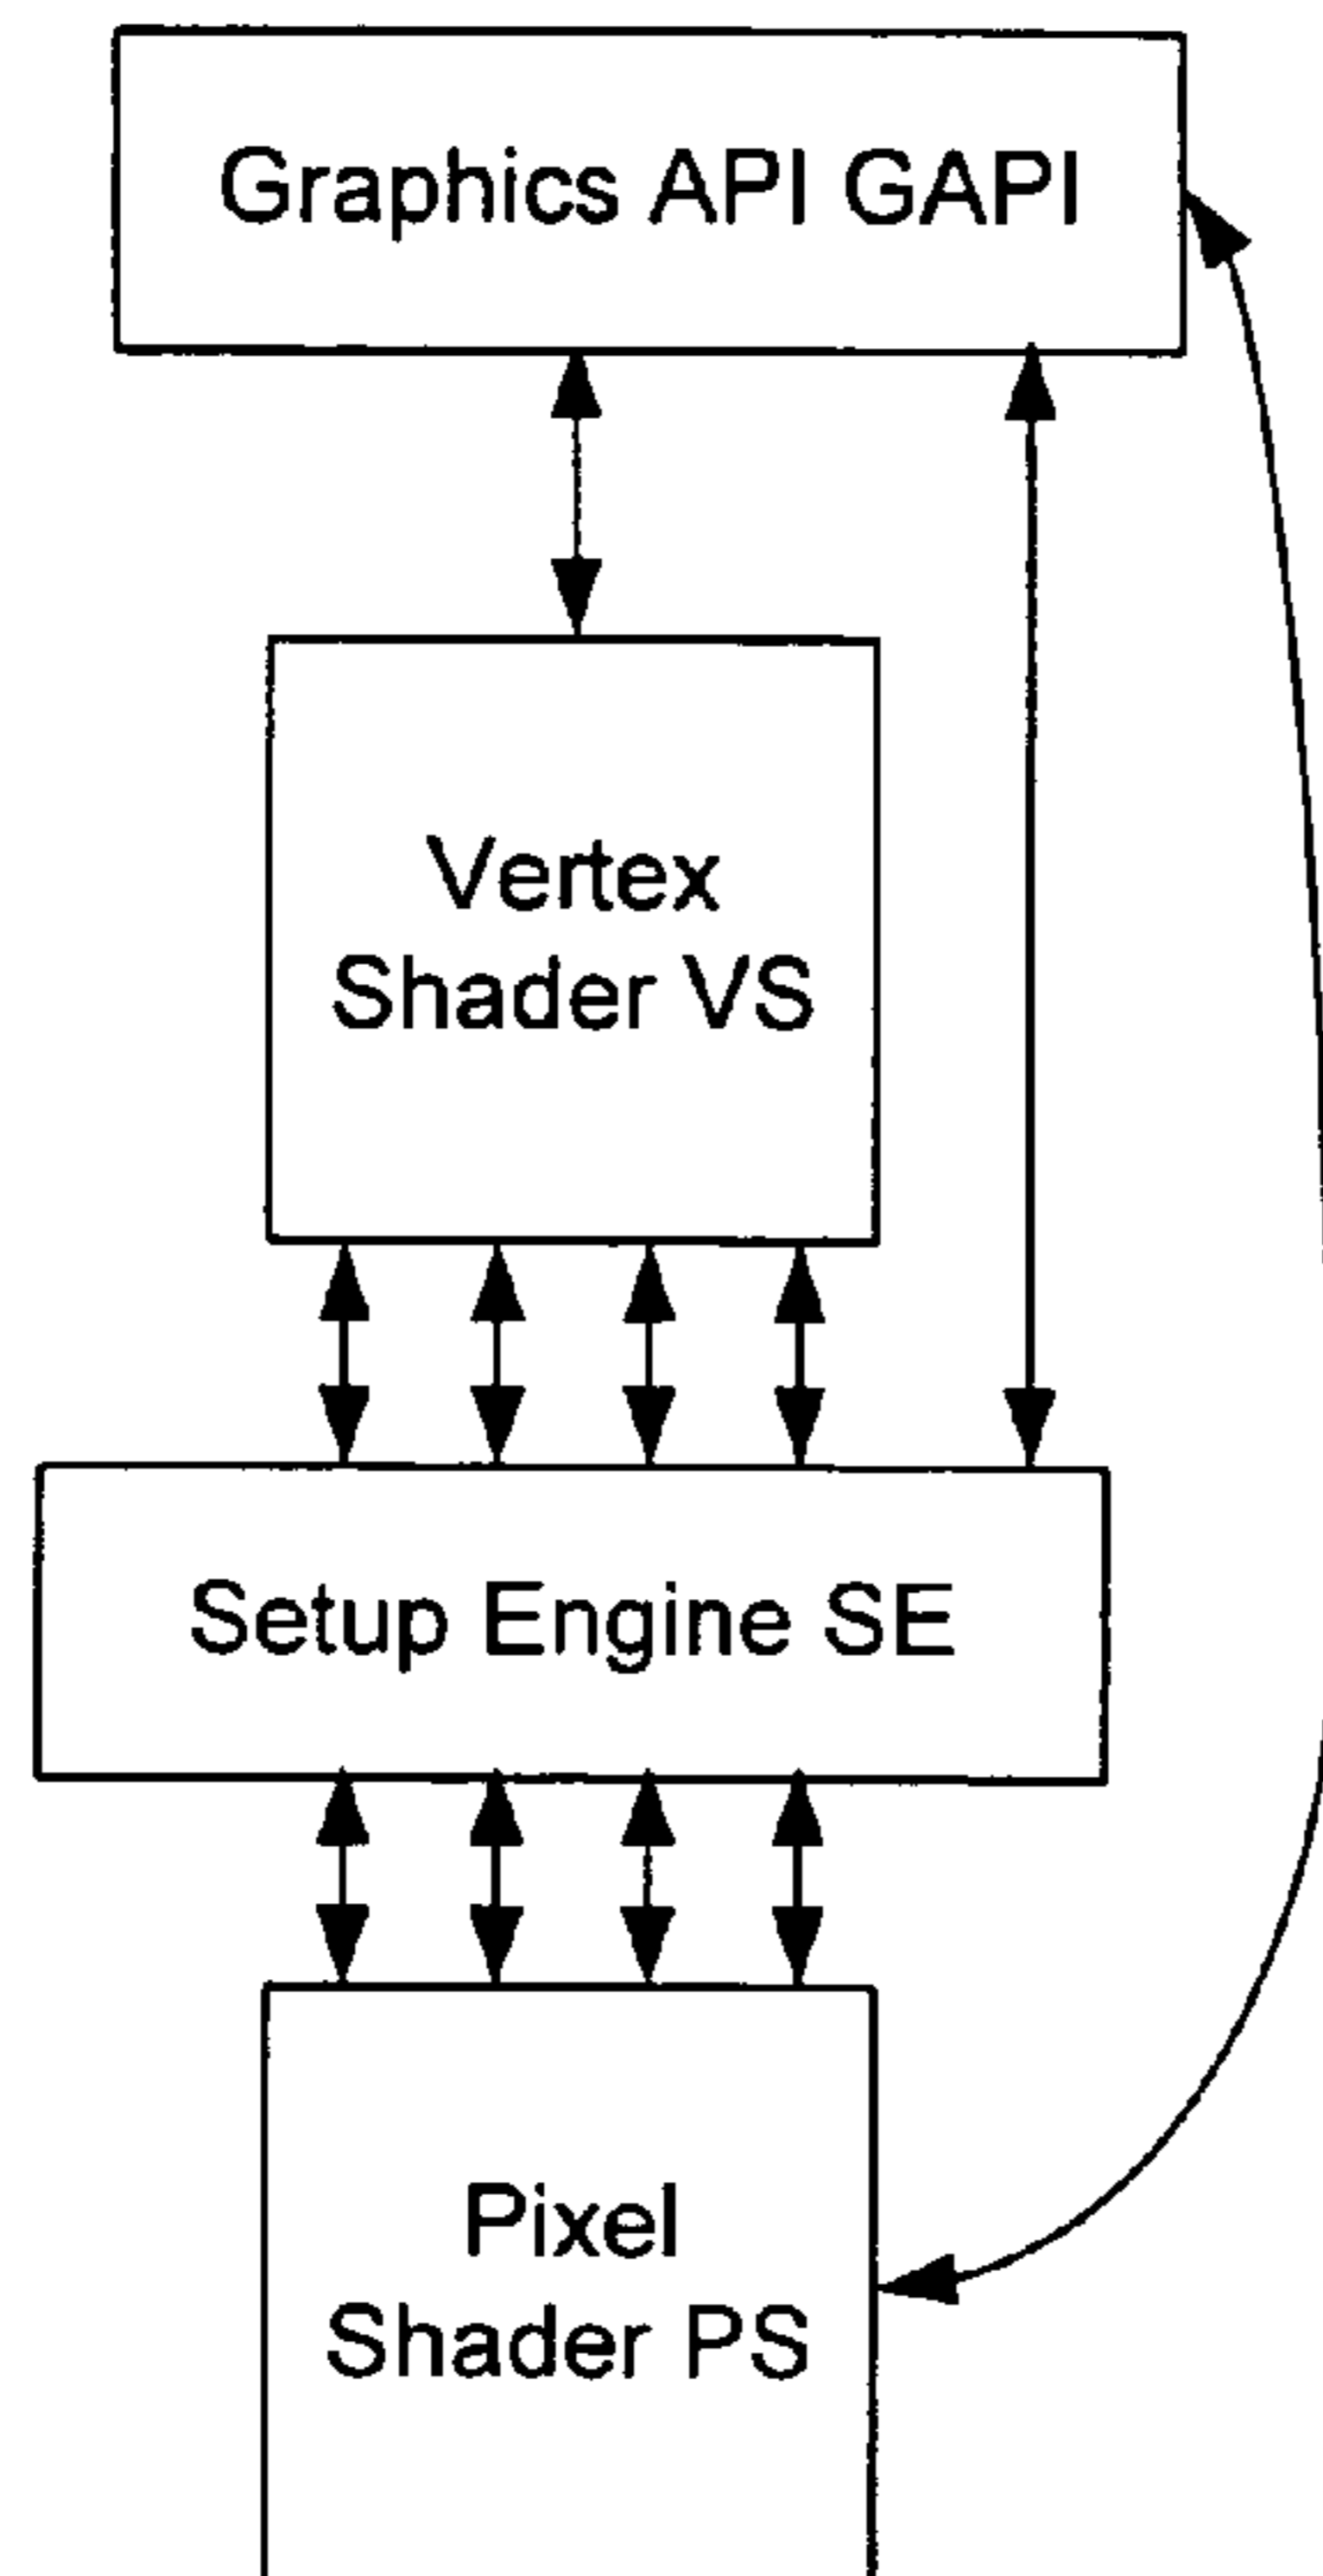 Graphics API GAPI
Vertex
Shader VS
Setup Engine SE
Pixel
Shader PS